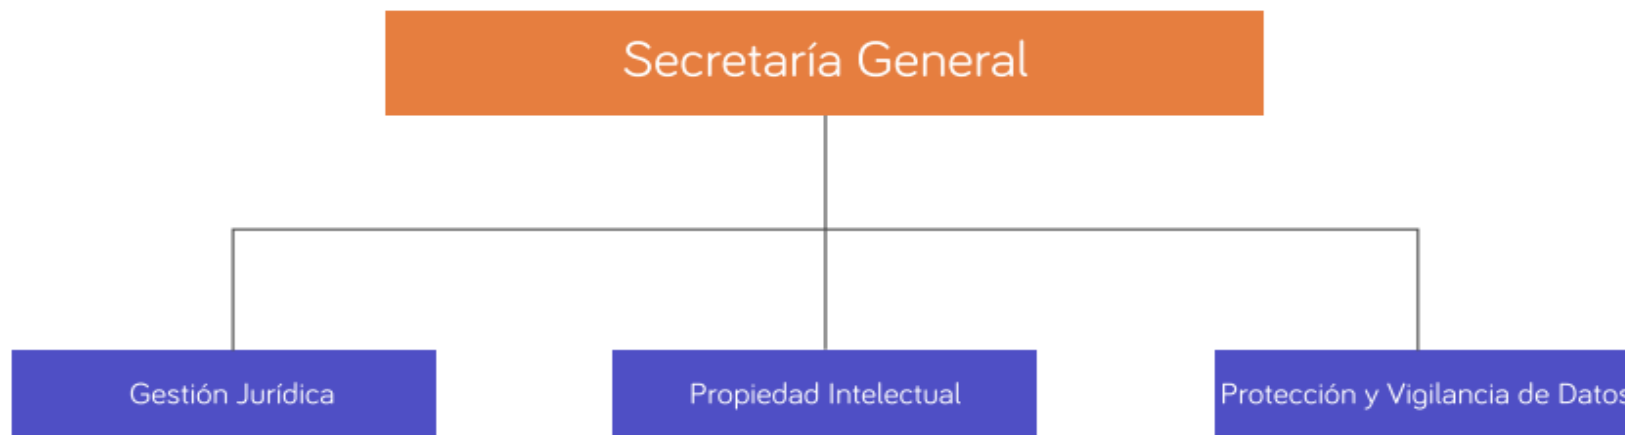 Secretaría General
Gestión Jurídica
Propiedad Intelectual
Protección y Vigilancia de Datos